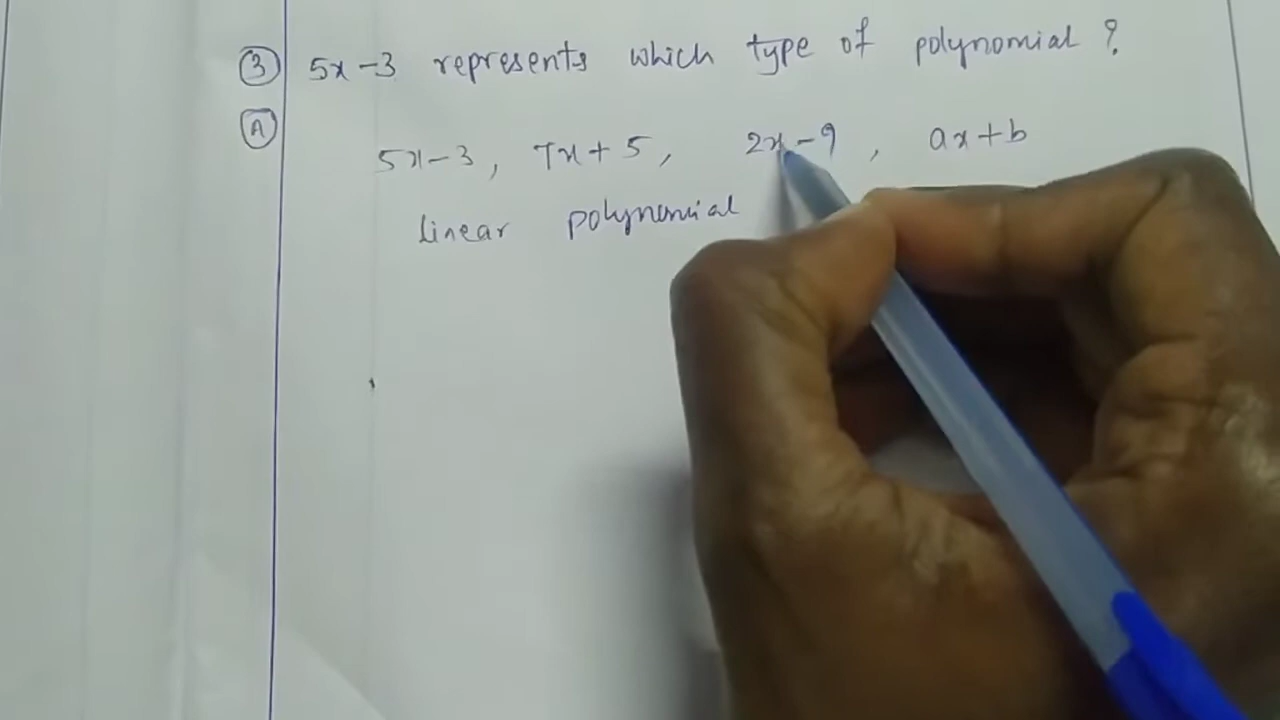 ③ 5x-3 represents which type of polynomial ?
Ⓐ
5x-3, 7x+5, 2x-9, ax+b
linear polynomial